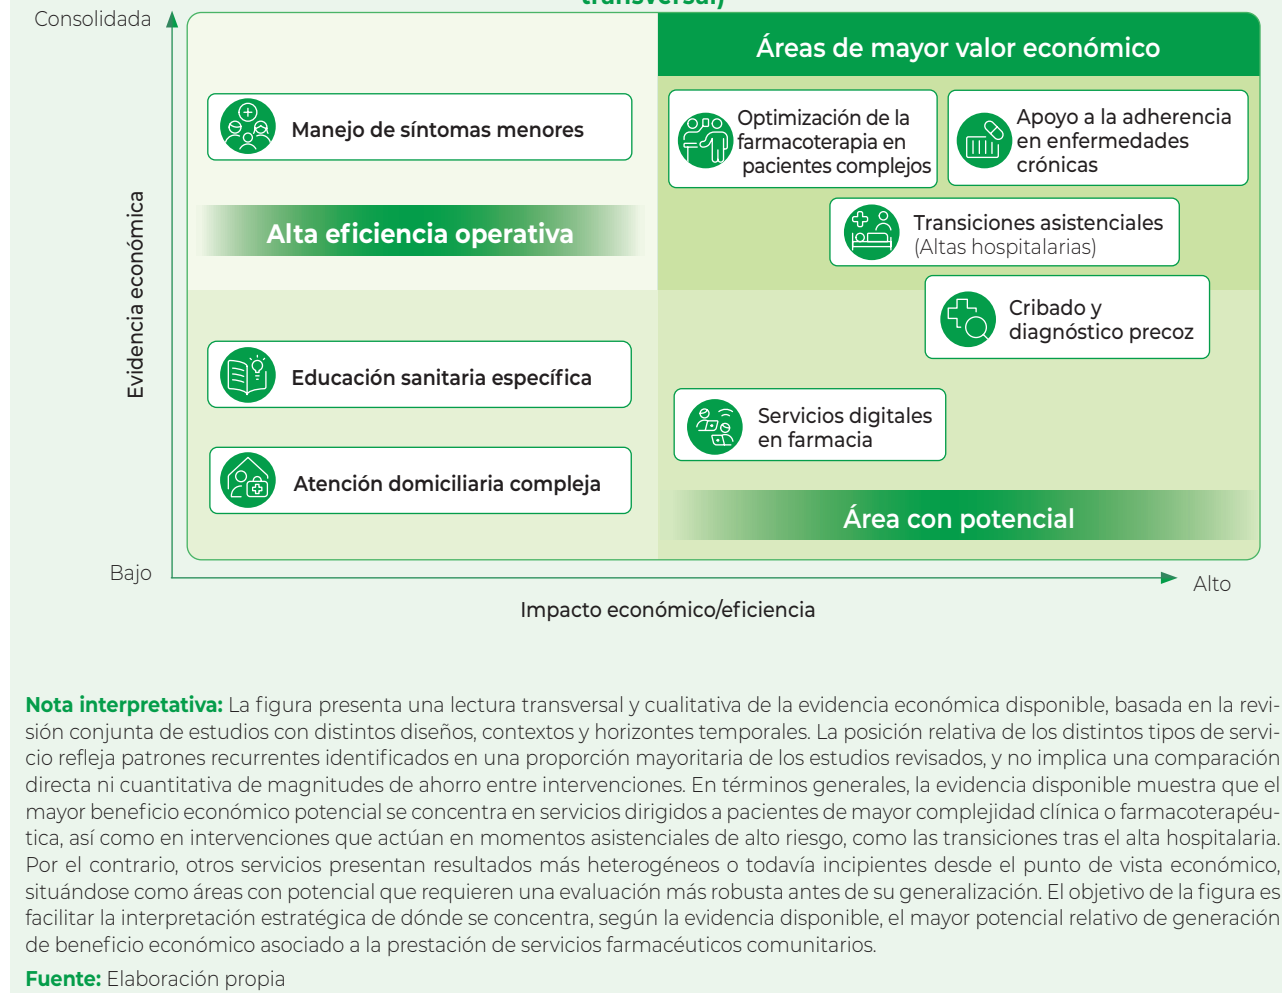 transversal)
Consolidada
Áreas de mayor valor económico
Manejo de síntomas menores
Optimización de la
farmacoterapia en
pacientes complejos
Apoyo a la adherencia
en enfermedades
crónicas
Alta eficiencia operativa
Transiciones asistenciales
(Altas hospitalarias)
Evidencia económica
Cribado y
diagnóstico precoz
Educación sanitaria específica
Servicios digitales
en farmacia
Atención domiciliaria compleja
Área con potencial
Bajo
Alto
Impacto económico/eficiencia
Nota interpretativa: La figura presenta una lectura transversal y cualitativa de la evidencia económica disponible, basada en la revi-
sión conjunta de estudios con distintos diseños, contextos y horizontes temporales. La posición relativa de los distintos tipos de servi-
cio refleja patrones recurrentes identificados en una proporción mayoritaria de los estudios revisados, y no implica una comparación
directa ni cuantitativa de magnitudes de ahorro entre intervenciones. En términos generales, la evidencia disponible muestra que el
mayor beneficio económico potencial se concentra en servicios dirigidos a pacientes de mayor complejidad clínica o farmacoterapéu-
tica, así como en intervenciones que actúan en momentos asistenciales de alto riesgo, como las transiciones tras el alta hospitalaria.
Por el contrario, otros servicios presentan resultados más heterogéneos o todavía incipientes desde el punto de vista económico,
situándose como áreas con potencial que requieren una evaluación más robusta antes de su generalización. El objetivo de la figura es
facilitar la interpretación estratégica de dónde se concentra, según la evidencia disponible, el mayor potencial relativo de generación
de beneficio económico asociado a la prestación de servicios farmacéuticos comunitarios.
Fuente: Elaboración propia